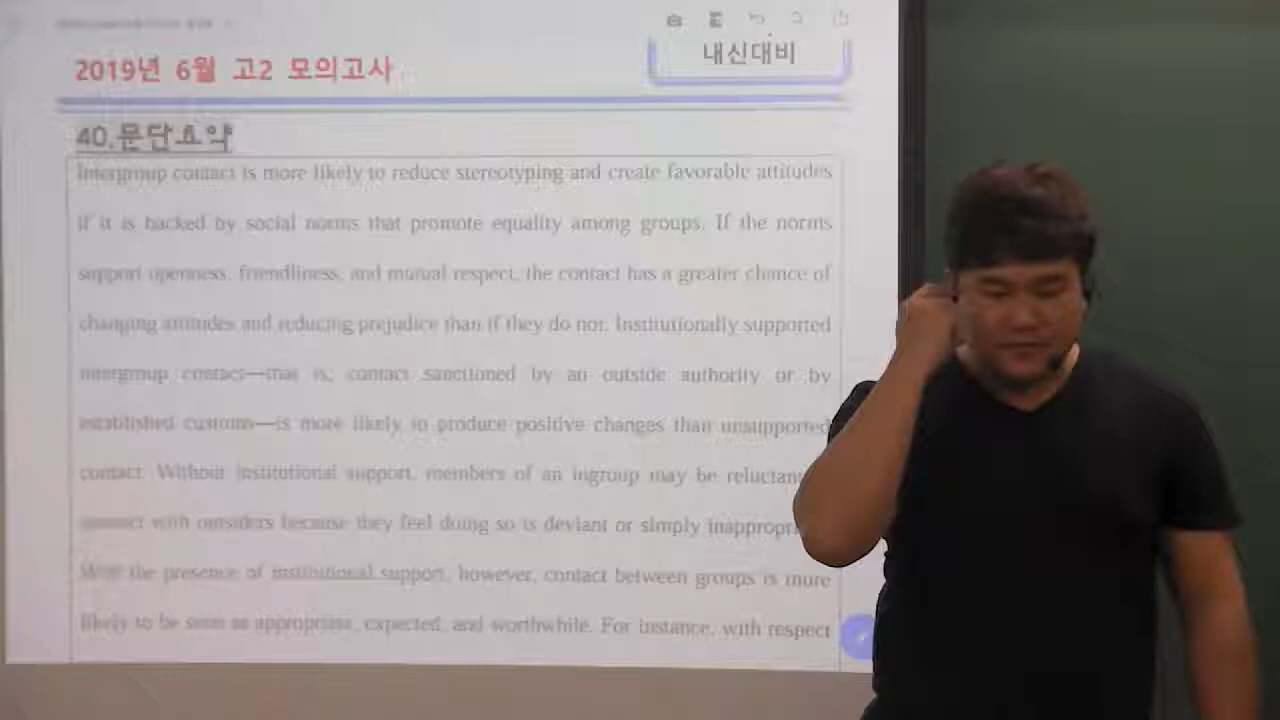 2019년 6월 고2 모의고사
내신대비
40.문단요약
Intergroup contact is more likely to reduce stereotyping and create favorable attitudes
if it is backed by social norms that promote equality among groups. If the norms
support openness, friendliness, and mutual respect, the contact has a greater chance of
changing attitudes and reducing prejudice than if they do not. Institutionally supported
intergroup contact—that is, contact sanctioned by an outside authority or by
established customs—is more likely to produce positive changes than unsupported
contact. Without institutional support, members of an ingroup may be reluctant
contact with outsiders because they feel doing so is deviant or simply
With the presence of institutional support, however, contact between groups is more
likely to be seen as appropriate, expected, and worthwhile. For instance, with respect